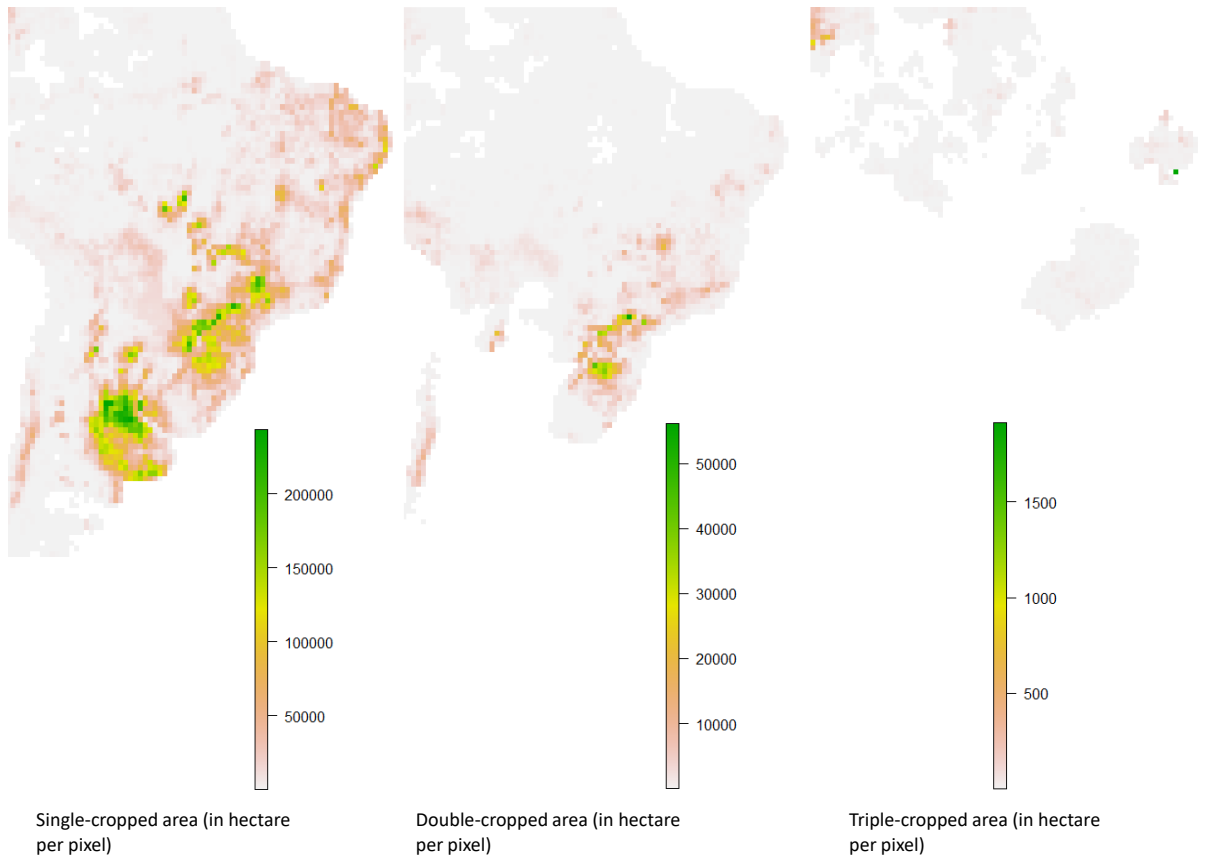 200000
150000
100000
50000
50000
40000
30000
20000
10000
1500
1000
500
Single-cropped area (in hectare
per pixel)
Double-cropped area (in hectare
per pixel)
Triple-cropped area (in hectare
per pixel)